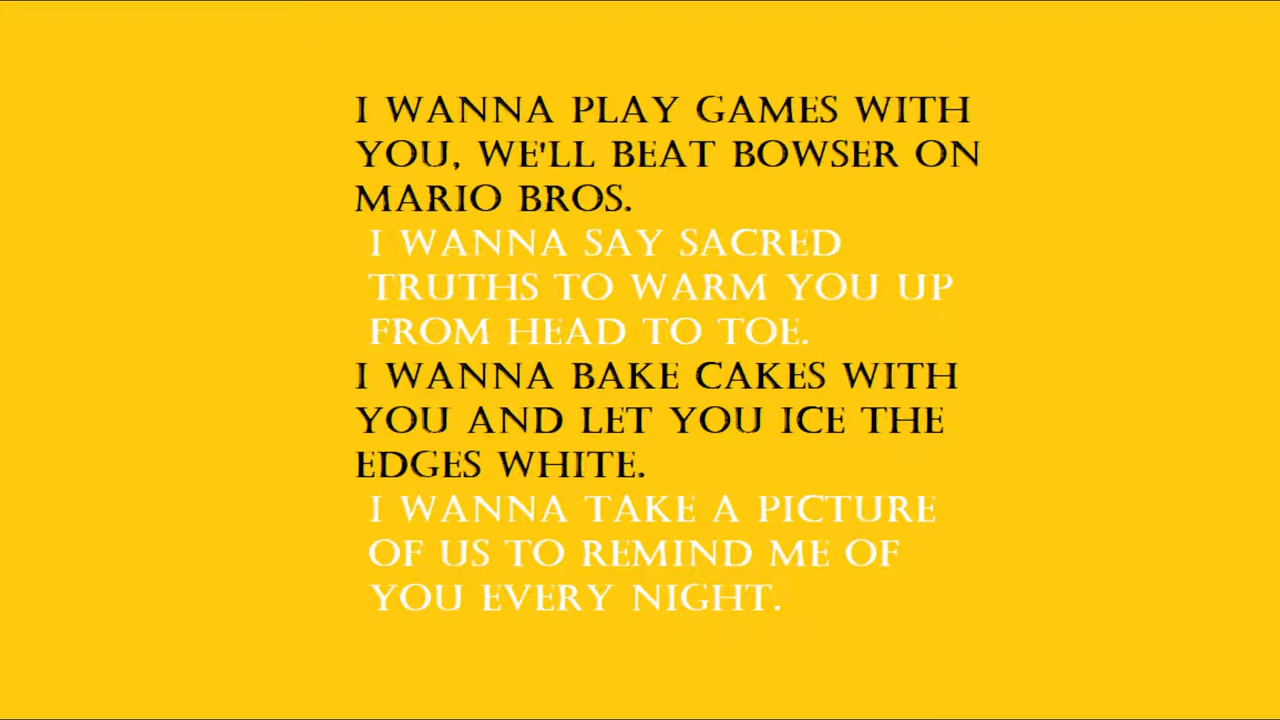 I WANNA PLAY GAMES WITH
YOU, WE'LL BEAT BOWSER ON
MARIO BROS.
I WANNA SAY SACRED
TRUTHS TO WARM YOU UP
FROM HEAD TO TOE.
I WANNA BAKE CAKES WITH
YOU AND LET YOU ICE THE
EDGES WHITE.
I WANNA TAKE A PICTURE
OF US TO REMIND ME OF
YOU EVERY NIGHT.